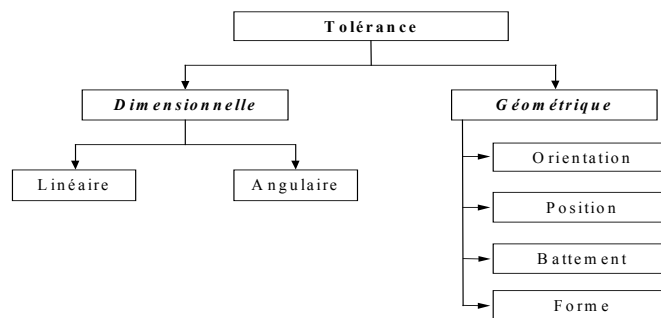 Tolérance
Dimensionnelle
Géométrique
Linéaire
Angulaire
Orientation
Position
Battement
Forme